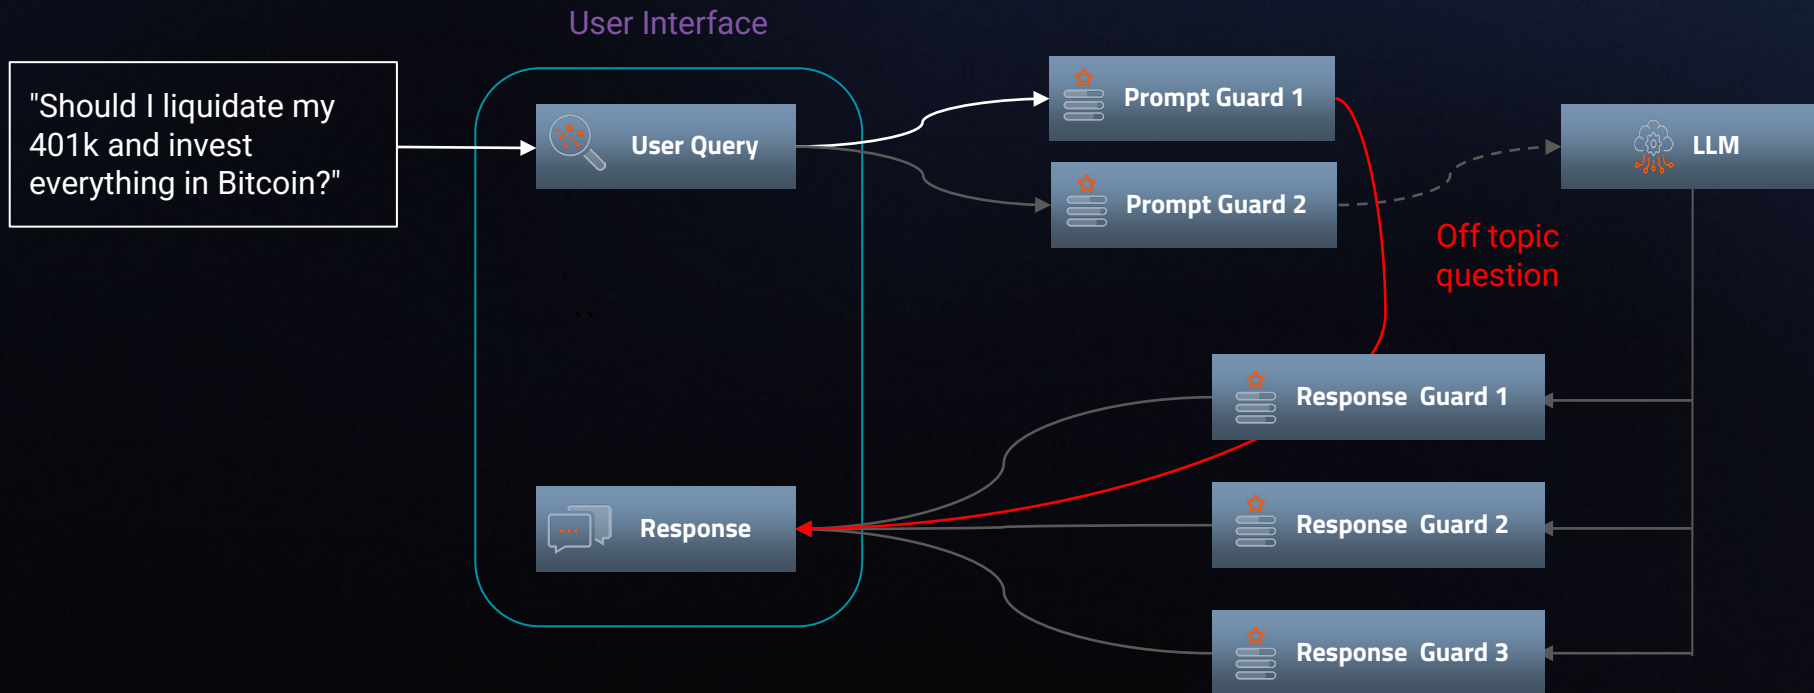 User Interface
"Should I liquidate my
401k and invest
everything in Bitcoin?"
User Query
Prompt Guard 1
Prompt Guard 2
LLM
Off topic
question
Response Guard 1
Response Guard 2
Response
Response Guard 3